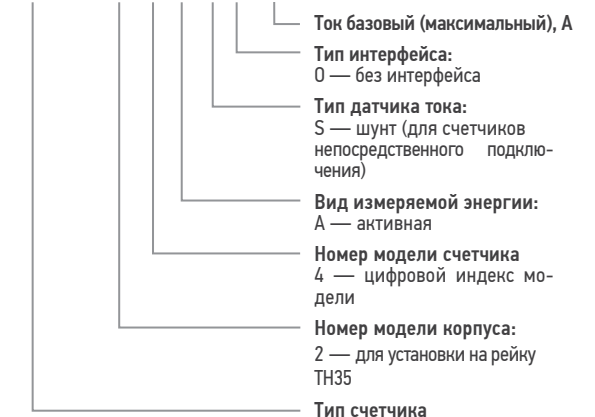 Ток базовый (максимальный), А
Тип интерфейса:
O — без интерфейса
Тип датчика тока:
S — шунт (для счетчиков
непосредственного подклю-
чения)
Вид измеряемой энергии:
А — активная
Номер модели счетчика
4 — цифровой индекс мо-
дели
Номер модели корпуса:
2 — для установки на рейку
ТН35
Тип счетчика